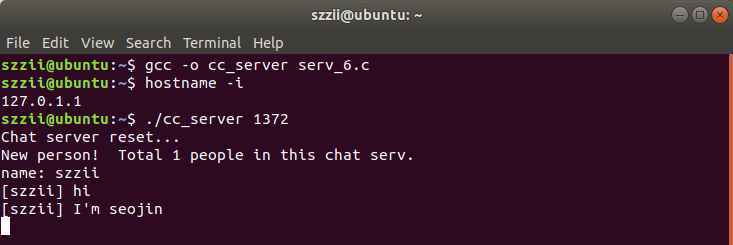 szzii@ubuntu: ~
File Edit View Search Terminal Help
szzii@ubuntu:~$ gcc -o cc_server serv_6.c
szzii@ubuntu:~$ hostname -i
127.0.1.1
szzii@ubuntu:~$ ./cc_server 1372
Chat server reset...
New person!  Total 1 people in this chat serv.
name: szzii
[szzii] hi
[szzii] I'm seojin